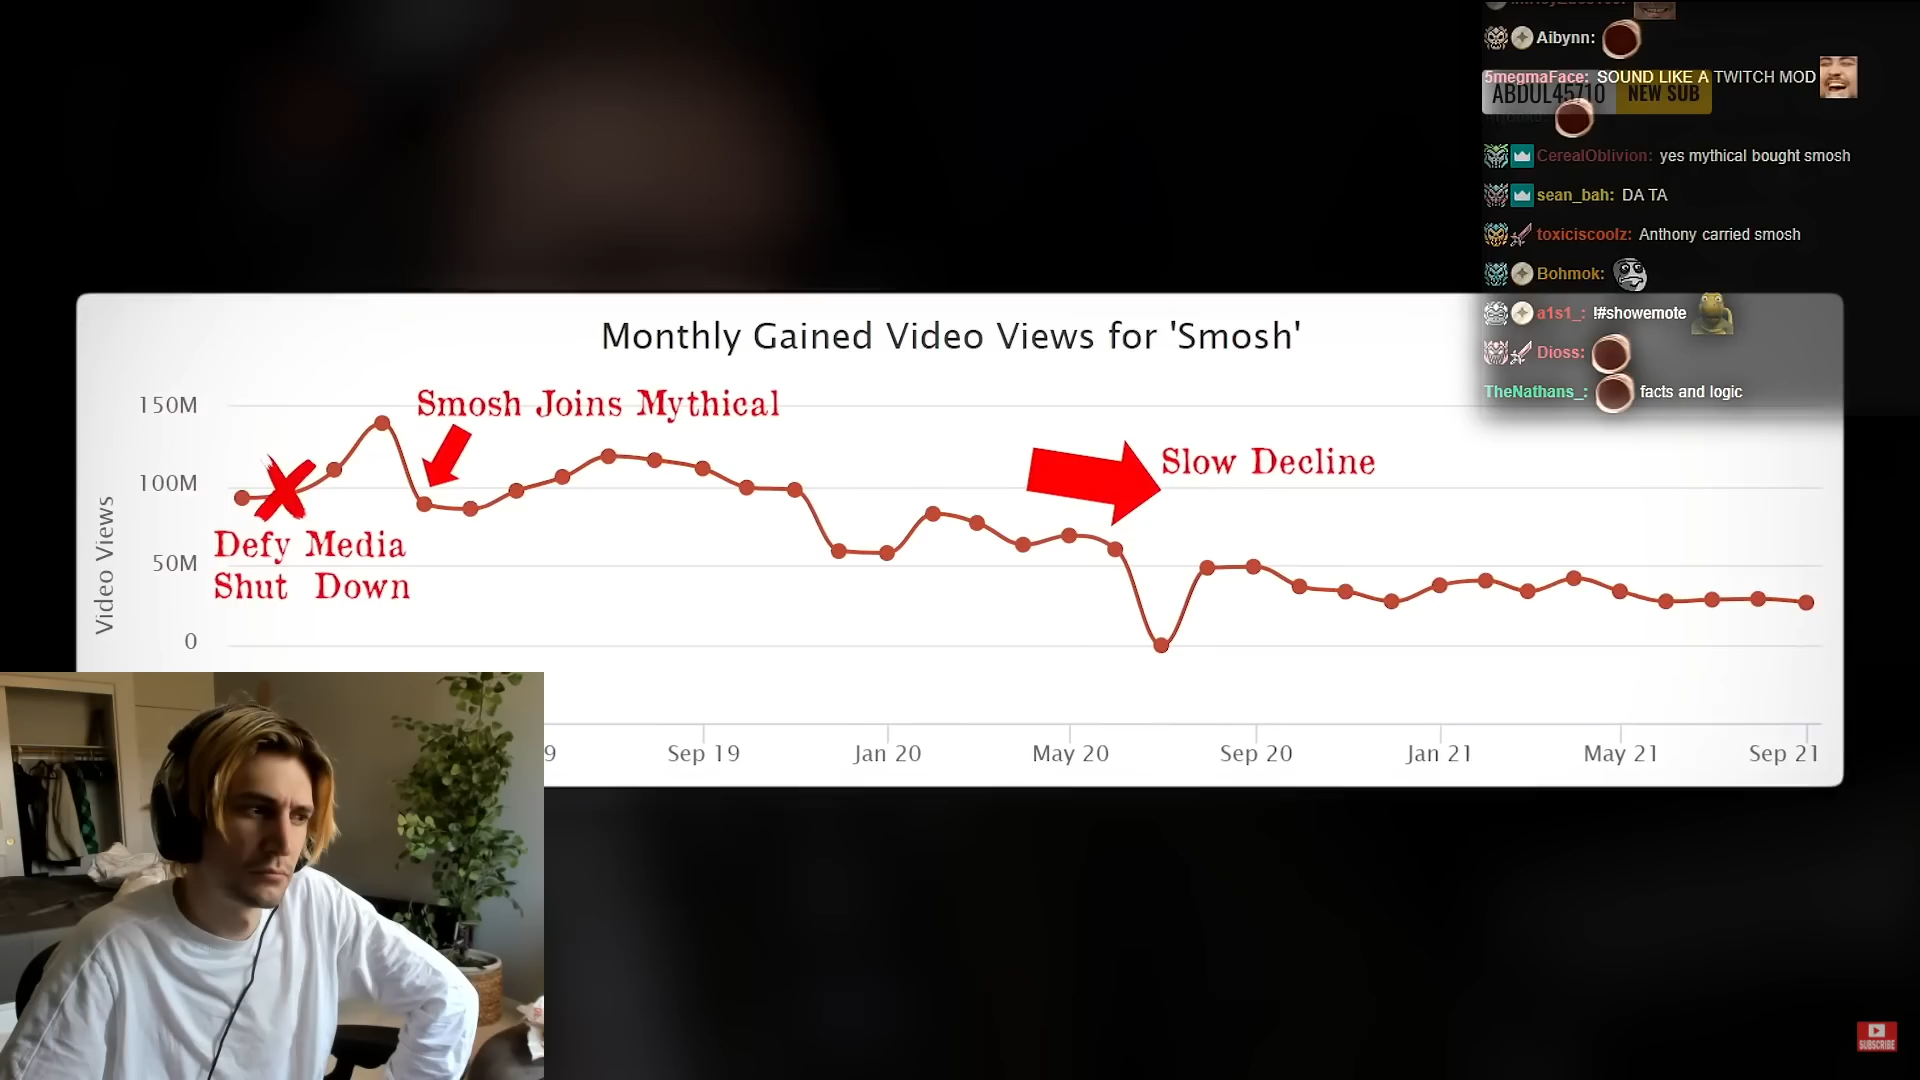 Aibynn:
5megmaFace: SOUND LIKE A TWITCH MOD
ABDUL45710 NEW SUB
CerealOblivion: yes mythical bought smosh
sean_bah: DA TA
toxiciscoolz: Anthony carried smosh
Bohmok:
a1s1_: !#showemote
Dioss:
TheNathans_: facts and logic
Monthly Gained Video Views for 'Smosh'
Smosh Joins Mythical
Slow Decline
Defy Media
Shut Down
Video Views
150M
100M
50M
0
9 Sep 19 Jan 20 May 20 Sep 20 Jan 21 May 21 Sep 21
SUBSCRIBE